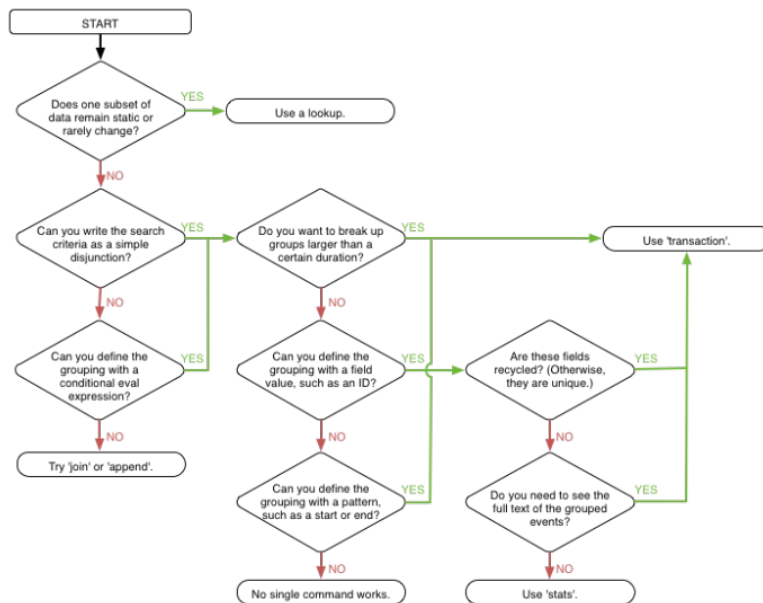 START
Does one subset of
data remain static or
rarely change?
YES
Use a lookup.
NO
Can you write the search
criteria as a simple
disjunction?
YES
Do you want to break up
groups larger than a
certain duration?
YES
Use 'transaction'.
NO
NO
Can you define the
grouping with a
conditional eval
expression?
YES
Can you define the
grouping with a field
value, such as an ID?
YES
Are these fields
recycled? (Otherwise,
they are unique.)
YES
NO
NO
NO
Try 'join' or 'append'.
Can you define the
grouping with a pattern,
such as a start or end?
YES
Do you need to see the
full text of the grouped
events?
YES
NO
NO
No single command works.
Use 'stats'.